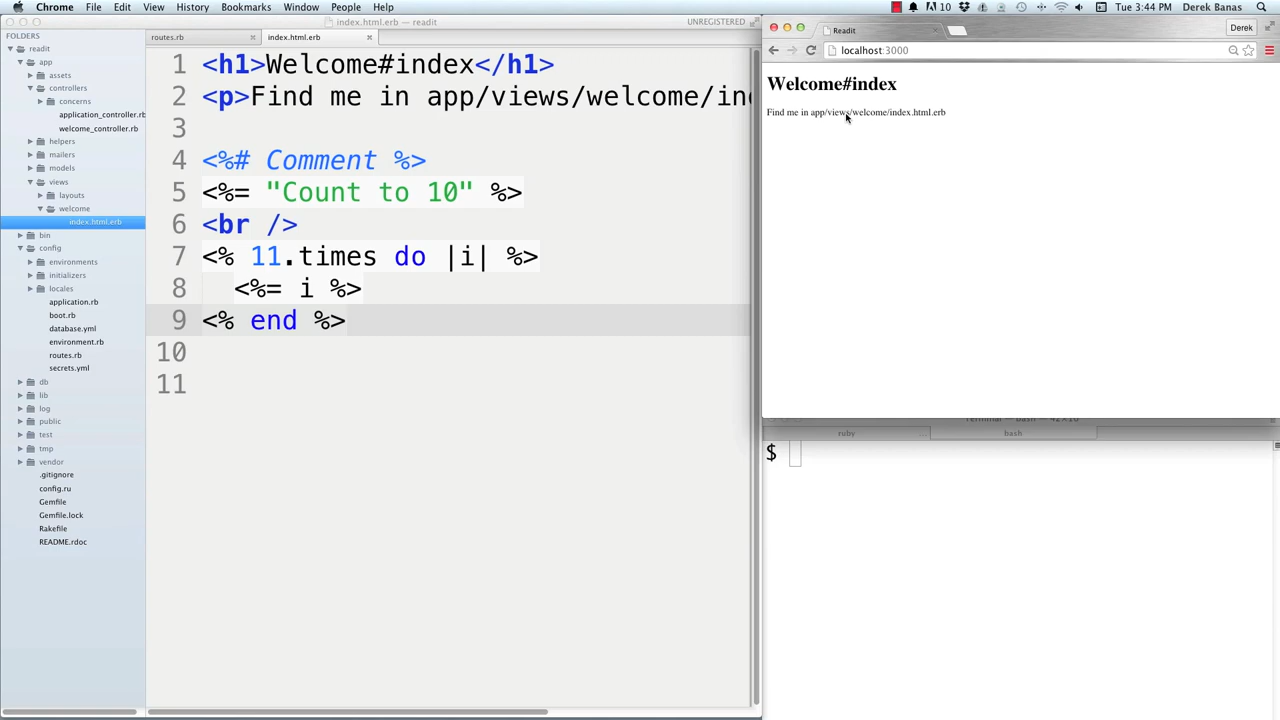 Chrome File Edit View History Bookmarks Window People Help
10 Tue 3:44 PM Derek Banas
index.html.erb — readit
UNREGISTERED
FOLDERS
readit
app
assets
controllers
concerns
application_controller.rb
welcome_controller.rb
helpers
mailers
models
views
layouts
welcome
index.html.erb
bin
config
environments
initializers
locales
application.rb
boot.rb
database.yml
environment.rb
routes.rb
secrets.yml
db
lib
log
public
test
tmp
vendor
.gitignore
config.ru
Gemfile
Gemfile.lock
Rakefile
README.rdoc
routes.rb
index.html.erb
1 <h1>Welcome#index</h1>
2 <p>Find me in app/views/welcome/in
3
4 <%# Comment %>
5 <%= "Count to 10" %>
6 <br />
7 <% 11.times do |i| %>
8 <%= i %>
9 <% end %>
10
11
Readit
Derek
localhost:3000
Welcome#index
Find me in app/views/welcome/index.html.erb
ruby ...
bash
$